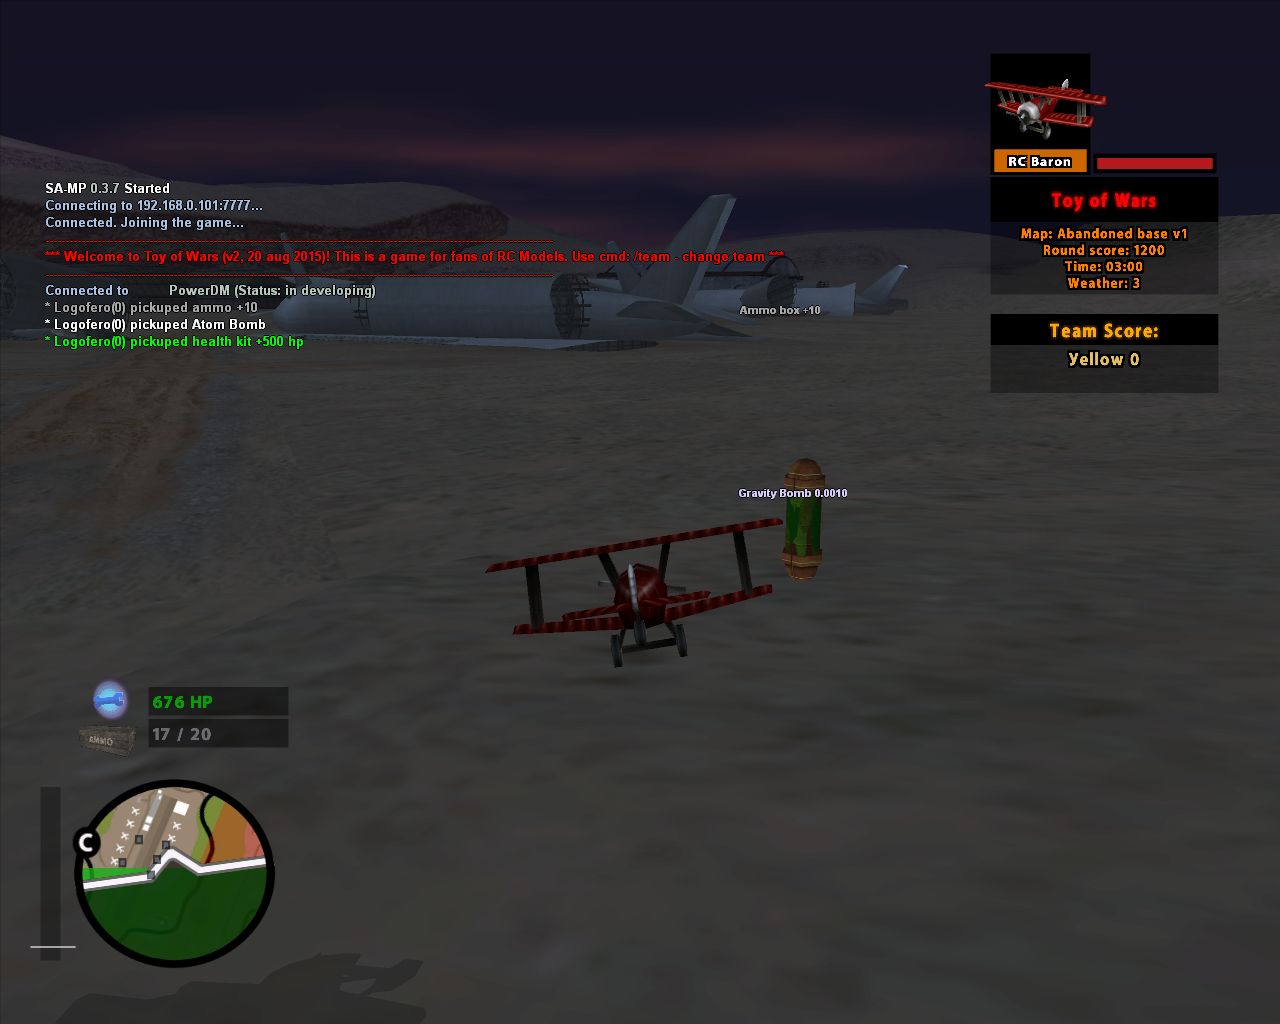 SA-MP 0.3.7 Started
Connecting to 192.168.0.101:7777...
Connected. Joining the game...
*** Welcome to Toy of Wars (v2, 20 aug 2015)! This is a game for fans of RC Models. Use cmd: /team - change team ***
Connected to PowerDM (Status: in developing)
* Logofero(0) pickuped ammo +10
* Logofero(0) pickuped Atom Bomb
* Logofero(0) pickuped health kit +500 hp
RC Baron
Toy of Wars
Map: Abandoned base v1
Round score: 1200
Time: 03:00
Weather: 3
Team Score:
Yellow 0
Ammo box +10
Gravity Bomb 0.0010
676 HP
AMMO
17 / 20
C